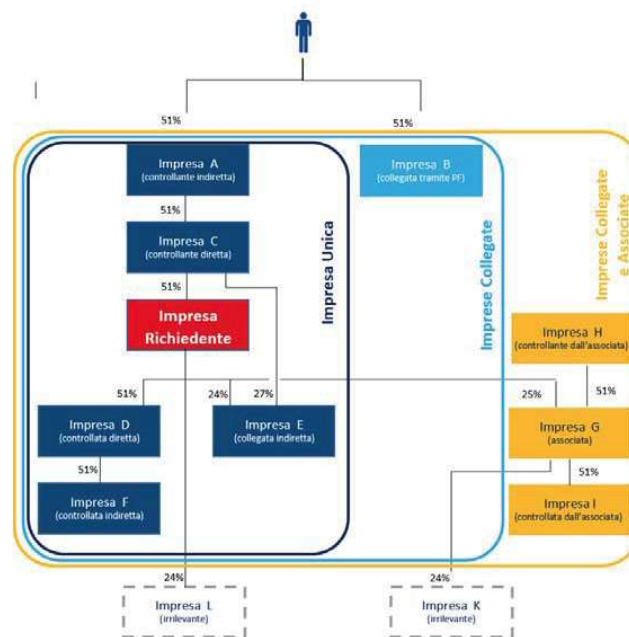 51%
51%
Impresa A
(controllante indiretta)
Impresa B
(collegata tramite PF)
51%
Impresa C
(controllante diretta)
51%
Impresa
Richiedente
Impresa Unica
Imprese Collegate
Imprese Collegate
e Associate
Impresa H
(controllante dall'associata)
51%
24%
27%
25%
51%
Impresa D
(controllata diretta)
Impresa E
(collegata indiretta)
Impresa G
(associata)
51%
51%
Impresa F
(controllata indiretta)
Impresa I
(controllata dall'associata)
24%
24%
Impresa L
(irrilevante)
Impresa K
(irrilevante)